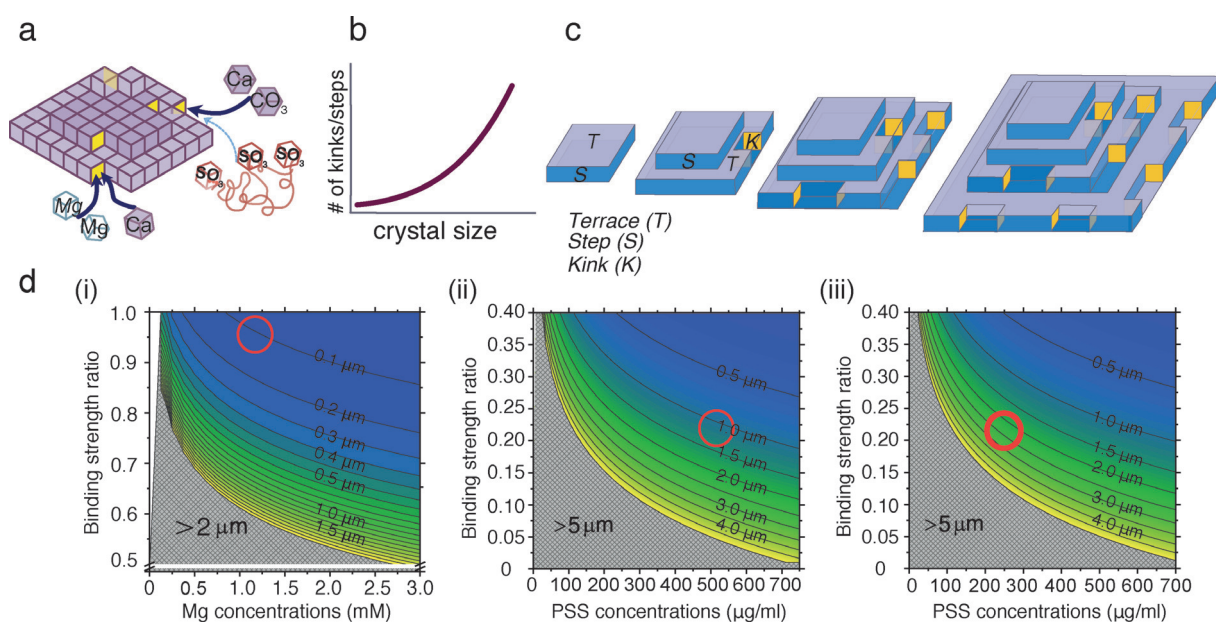 a
Ca
CO3
SO3
SO3
SO3
Mg
Mg
Ca
b
# of kinks/steps
crystal size
c
T
S
K
S
T
Terrace (T)
Step (S)
Kink (K)
d
(i)
Binding strength ratio
1.0
0.9
0.8
0.7
0.6
0.5
0.1 µm
0.2 µm
0.3 µm
0.4 µm
0.5 µm
1.0 µm
1.5 µm
>2 µm
0 0.5 1.0 1.5 2.0 2.5 3.0
Mg concentrations (mM)
(ii)
Binding strength ratio
0.40
0.35
0.30
0.25
0.20
0.15
0.10
0.05
0
0.5 µm
1.0 µm
1.5 µm
2.0 µm
3.0 µm
4.0 µm
>5 µm
0 100 200 300 400 500 600 700
PSS concentrations (µg/ml)
(iii)
Binding strength ratio
0.40
0.35
0.30
0.25
0.20
0.15
0.10
0.05
0
0.5 µm
1.0 µm
1.5 µm
2.0 µm
3.0 µm
4.0 µm
>5 µm
0 100 200 300 400 500 600 700
PSS concentrations (µg/ml)